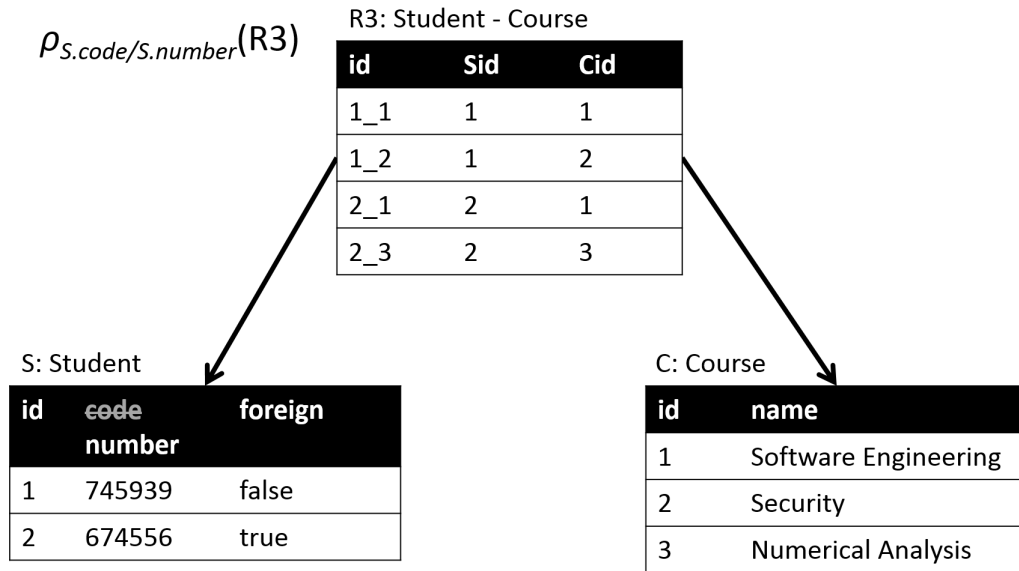 ρS.code/S.number(R3)
R3: Student - Course
id Sid Cid
1_1 1 1
1_2 1 2
2_1 2 1
2_3 2 3
S: Student
id code foreign
number
1 745939 false
2 674556 true
C: Course
id name
1 Software Engineering
2 Security
3 Numerical Analysis